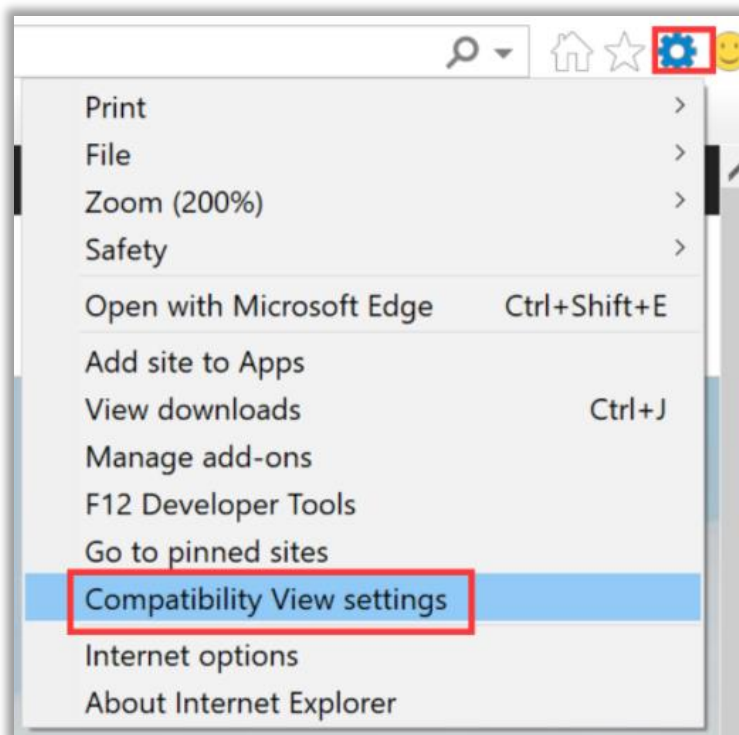 Print
File
Zoom (200%)
Safety
Open with Microsoft Edge Ctrl+Shift+E
Add site to Apps
View downloads Ctrl+J
Manage add-ons
F12 Developer Tools
Go to pinned sites
Compatibility View settings
Internet options
About Internet Explorer